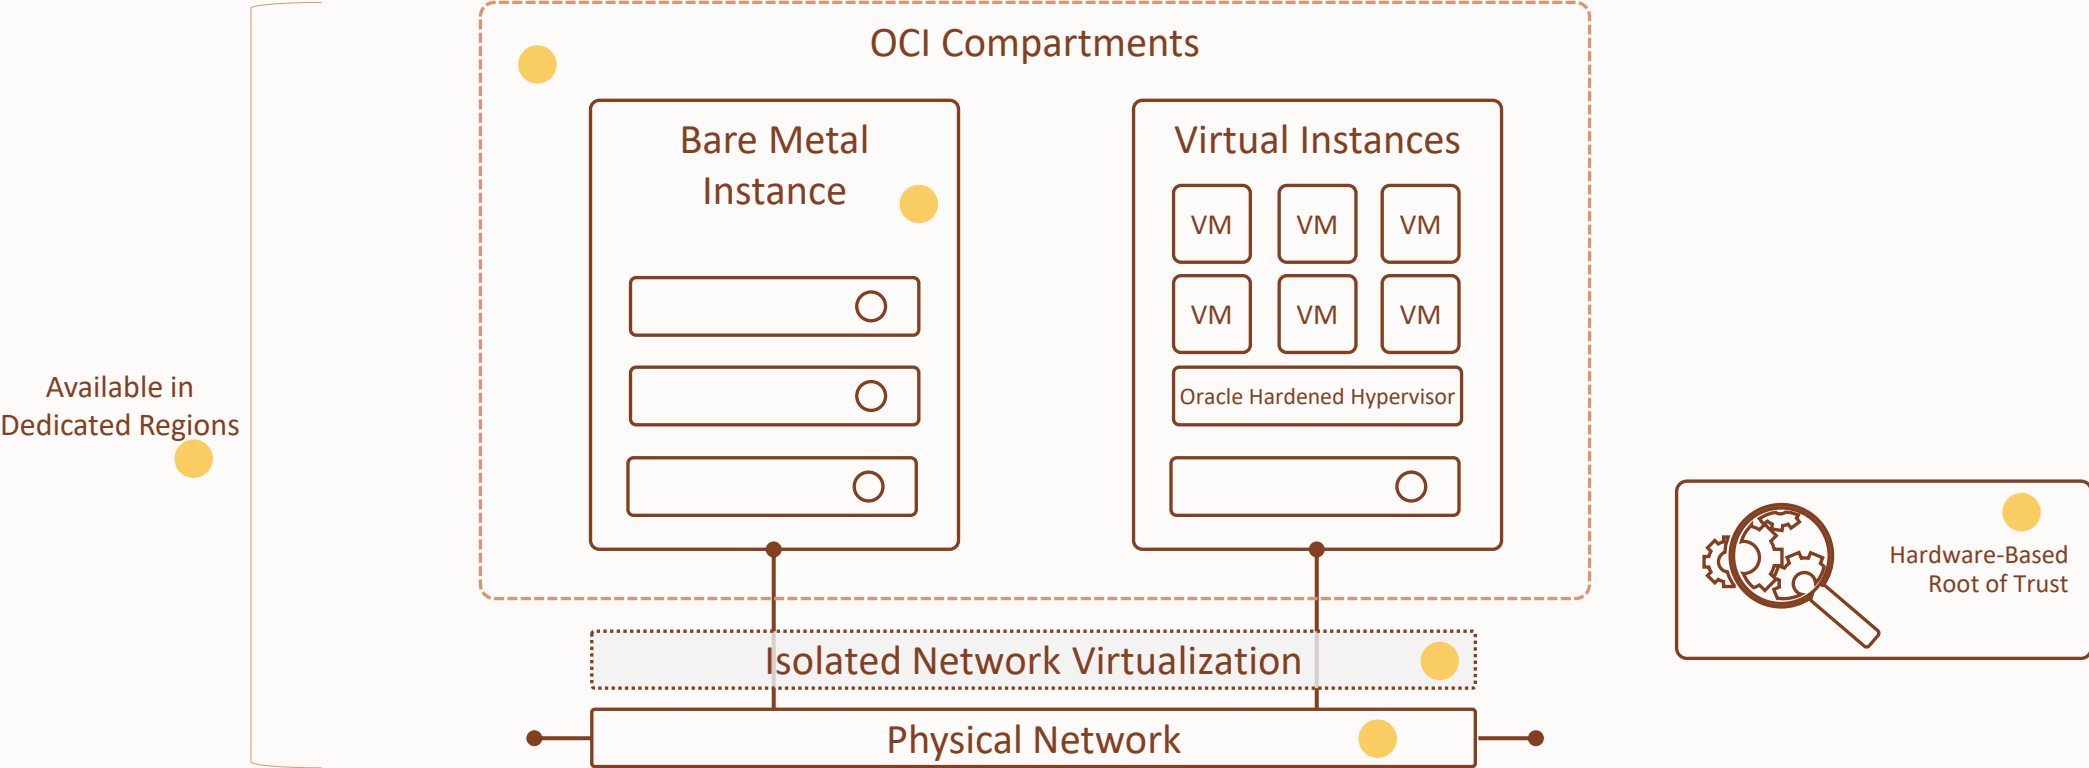 OCI Compartments
Bare Metal
Instance
Virtual Instances
VM
VM
VM
VM
VM
VM
Oracle Hardened Hypervisor
Available in
Dedicated Regions
Hardware-Based
Root of Trust
Isolated Network Virtualization
Physical Network